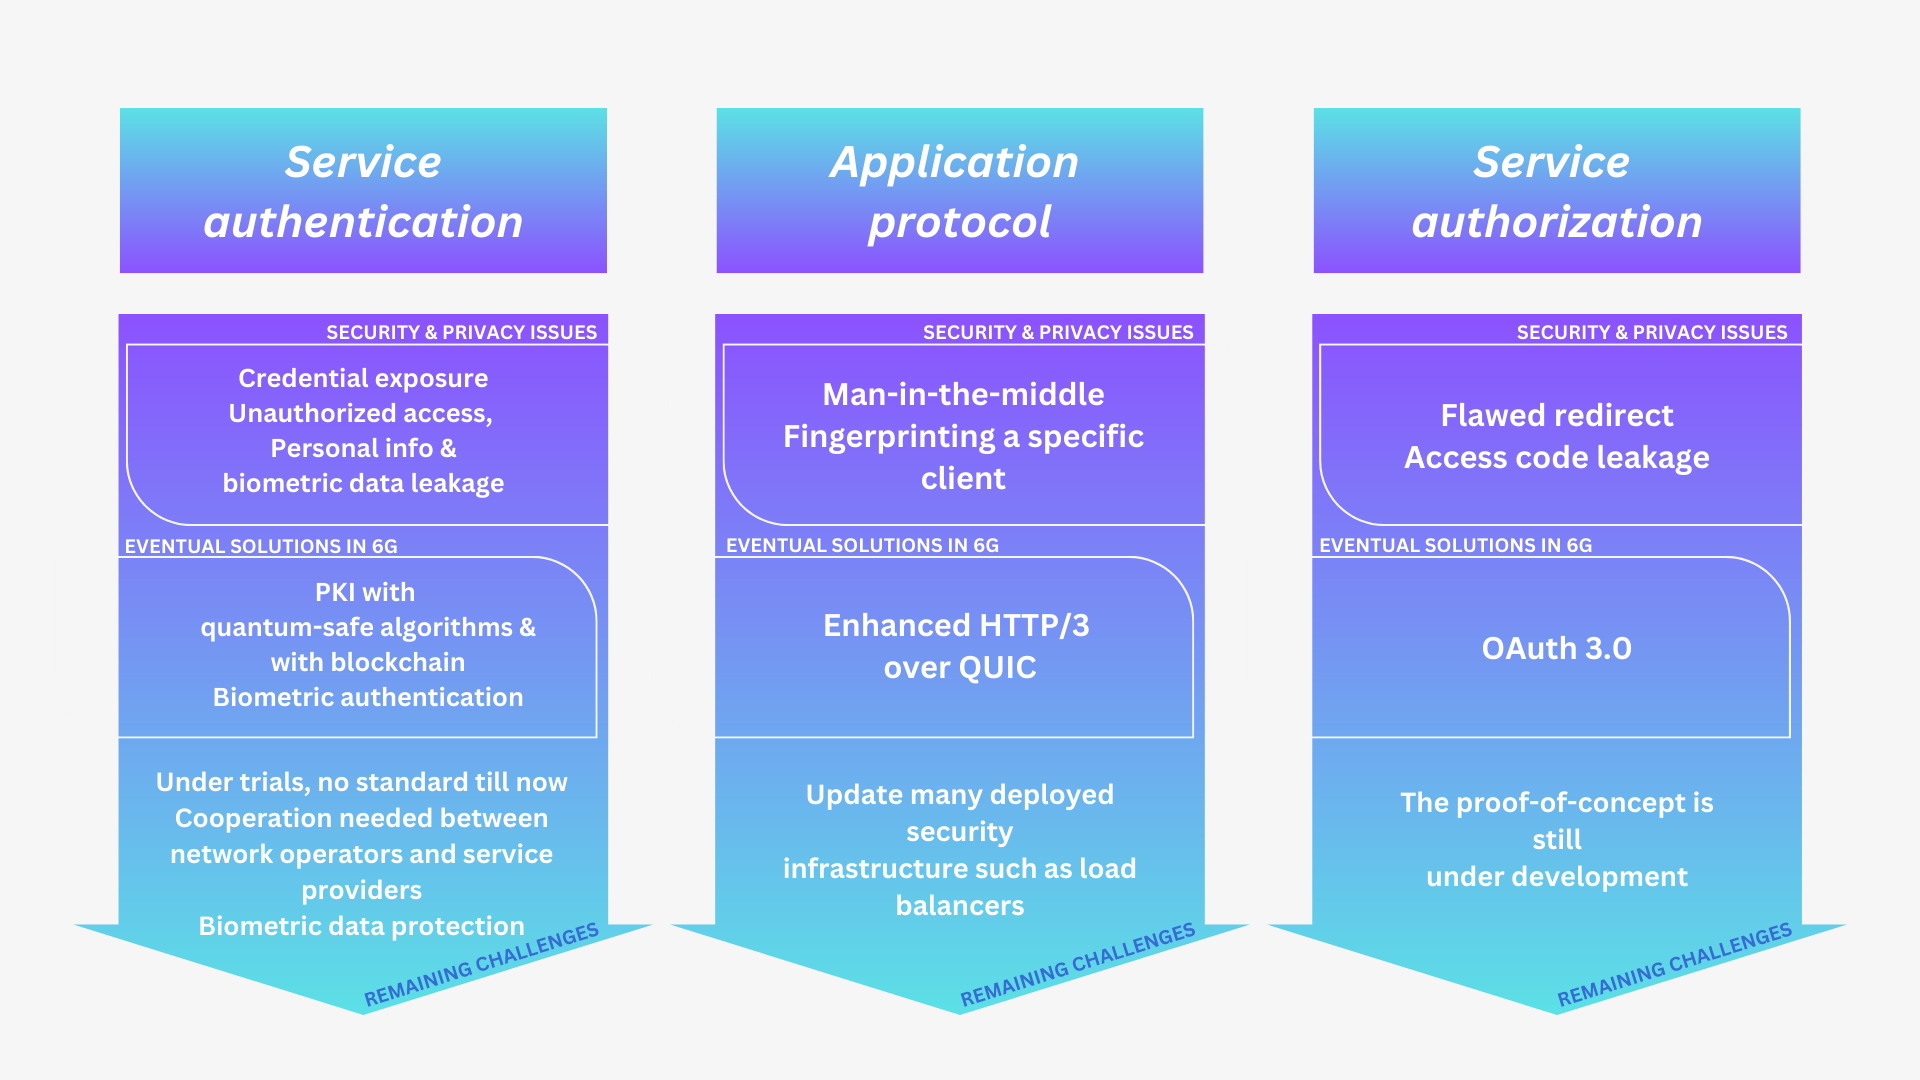 Service
authentication
SECURITY & PRIVACY ISSUES
Credential exposure
Unauthorized access,
Personal info &
biometric data leakage
EVENTUAL SOLUTIONS IN 6G
PKI with
quantum-safe algorithms &
with blockchain
Biometric authentication
Under trials, no standard till now
Cooperation needed between
network operators and service
providers
Biometric data protection
REMAINING CHALLENGES
Application
protocol
SECURITY & PRIVACY ISSUES
Man-in-the-middle
Fingerprinting a specific
client
EVENTUAL SOLUTIONS IN 6G
Enhanced HTTP/3
over QUIC
Update many deployed
security
infrastructure such as load
balancers
REMAINING CHALLENGES
Service
authorization
SECURITY & PRIVACY ISSUES
Flawed redirect
Access code leakage
EVENTUAL SOLUTIONS IN 6G
OAuth 3.0
The proof-of-concept is
still
under development
REMAINING CHALLENGES